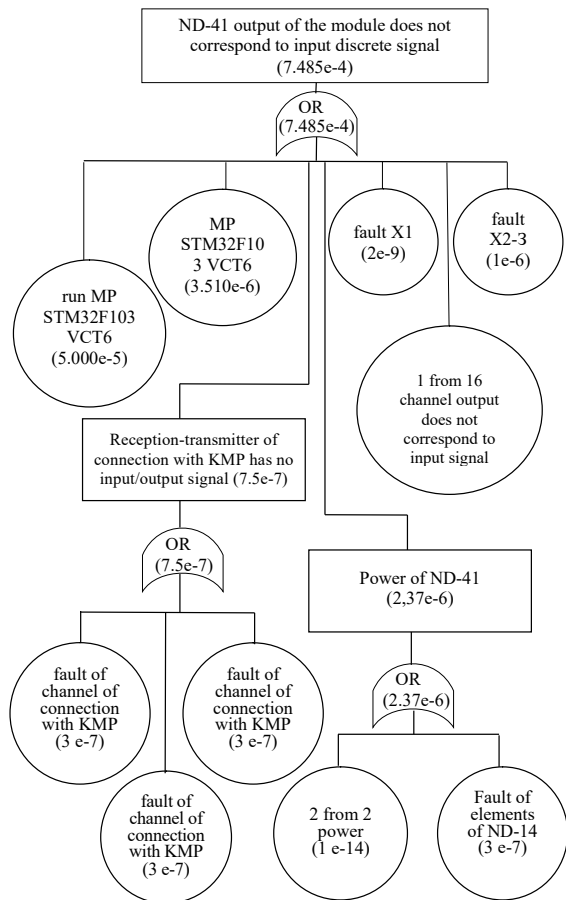 ND-41 output of the module does not
correspond to input discrete signal
(7.485e-4)
OR
(7.485e-4)
MP
STM32F10
3 VCT6
(3.510e-6)
fault X1
(2e-9)
fault
X2-3
(1e-6)
run MP
STM32F103
VCT6
(5.000e-5)
1 from 16
channel output
does not
correspond to
input signal
Reception-transmitter of
connection with KMP has no
input/output signal (7.5e-7)
OR
(7.5e-7)
Power of ND-41
(2,37e-6)
fault of
channel of
connection
with KMP
(3 e-7)
fault of
channel of
connection
with KMP
(3 e-7)
OR
(2.37e-6)
fault of
channel of
connection
with KMP
(3 e-7)
2 from 2
power
(1 e-14)
Fault of
elements
of ND-14
(3 e-7)